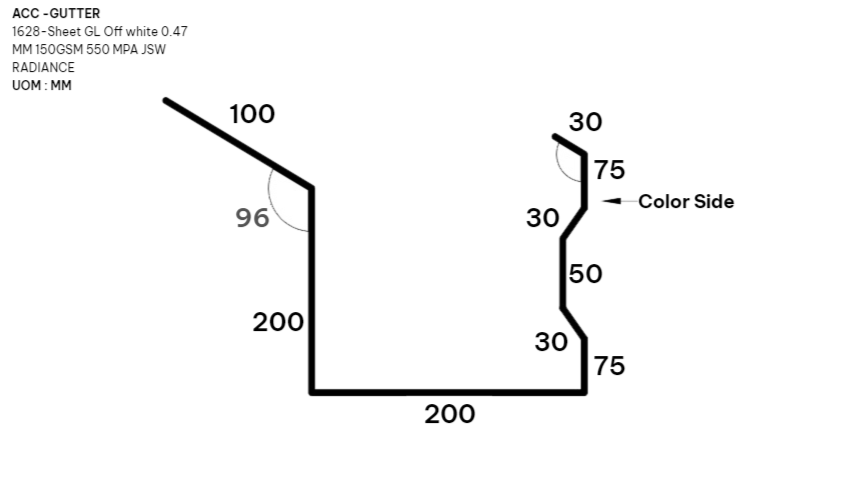 ACC -GUTTER
1628-Sheet GL Off white 0.47
MM 150GSM 550 MPA JSW
RADIANCE
UOM : MM
100
30
75
Color Side
96
30
50
200
30
75
200